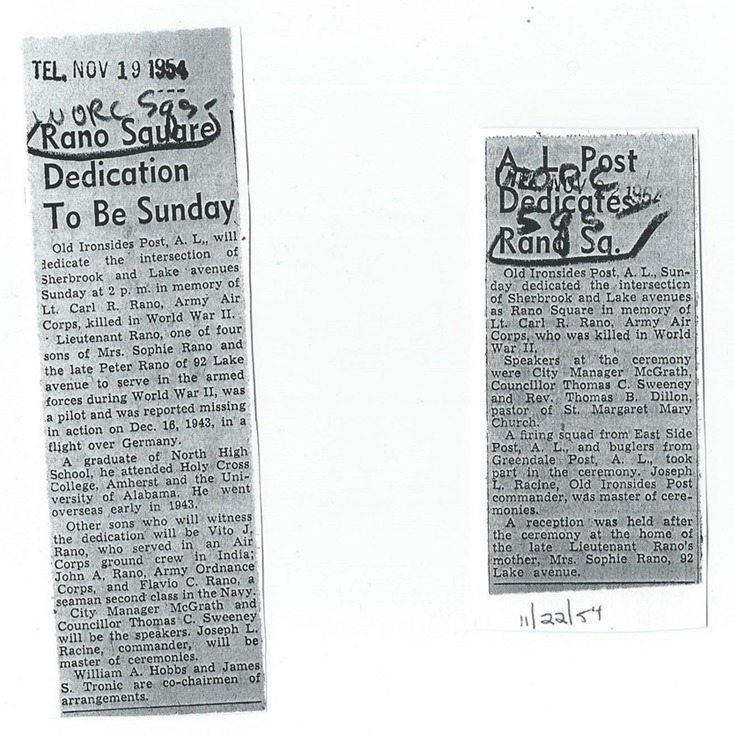 TEL. NOV 19 1954
WORC Sqs-
Rano Square
Dedication
To Be Sunday
Old Ironsides Post, A. L., will
dedicate the intersection of
Sherbrook and Lake avenues
Sunday at 2 p. m. in memory of
Lt. Carl R. Rano, Army Air
Corps, killed in World War II.
Lieutenant Rano, one of four
sons of Mrs. Sophie Rano and
the late Peter Rano of 92 Lake
avenue to serve in the armed
forces during World War II, was
a pilot and was reported missing
in action on Dec. 16, 1943, in a
flight over Germany.
A graduate of North High
School, he attended Holy Cross
College, Amherst and the Uni-
versity of Alabama. He went
overseas early in 1943.
Other sons who will witness
the dedication will be Vito J.
Rano, who served in an Air
Corps ground crew in India;
John A. Rano, Army Ordnance
Corps, and Flavio C. Rano, a
seaman second class in the Navy.
City Manager McGrath and
Councillor Thomas C. Sweeney
will be the speakers. Joseph L.
Racine, commander, will be
master of ceremonies.
William A. Hobbs and James
S. Tronic are co-chairmen of
arrangements.
A. L. Post
WORC
NOV
Dedicates
Sqs
Rano Sq.
Old Ironsides Post, A. L., Sun-
day dedicated the intersection
of Sherbrook and Lake avenues
as Rano Square in memory of
Lt. Carl R. Rano, Army Air
Corps, who was killed in World
War II.
Speakers at the ceremony
were City Manager McGrath,
Councillor Thomas C. Sweeney
and Rev. Thomas B. Dillon,
pastor of St. Margaret Mary
Church.
A firing squad from East Side
Post, A. L., and buglers from
Greendale Post, A. L., took
part in the ceremony. Joseph
L. Racine, Old Ironsides Post
commander, was master of cere-
monies.
A reception was held after
the ceremony at the home of
the late Lieutenant Rano's
mother, Mrs. Sophie Rano, 92
Lake avenue.
11/22/54